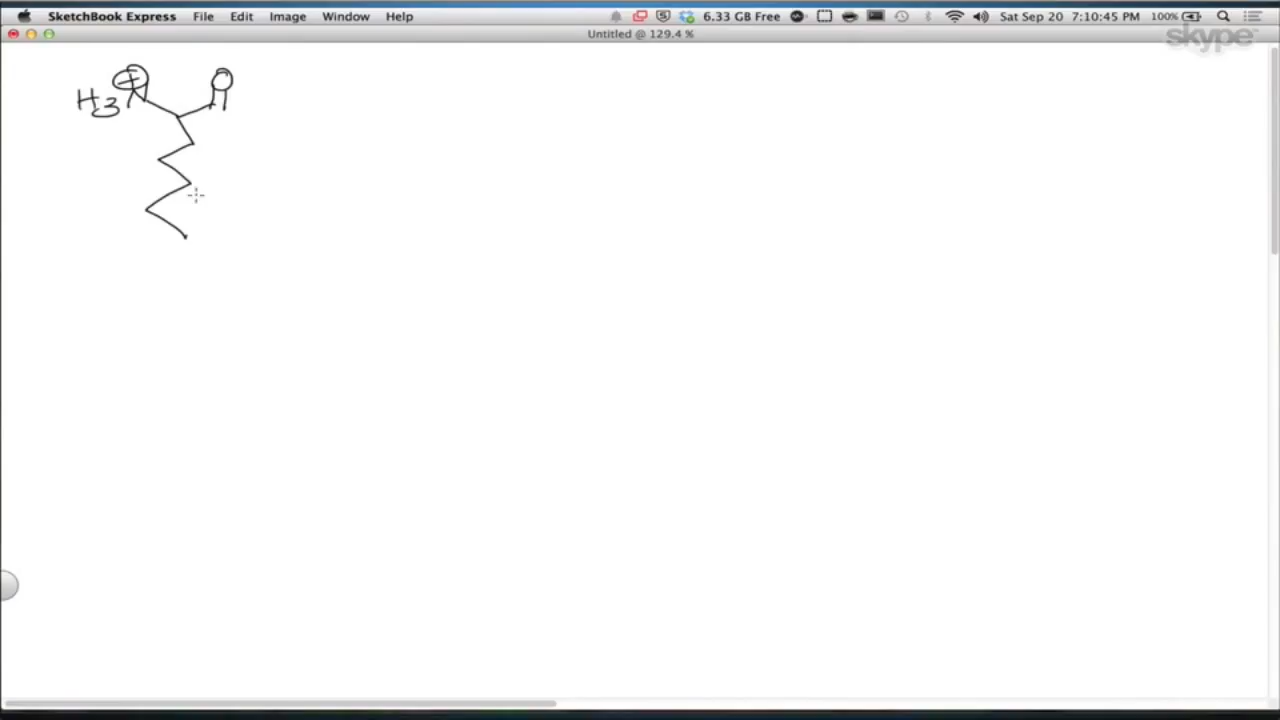 SketchBook Express File Edit Image Window Help 6.33 GB Free Sat Sep 20 7:10:45 PM 100%
Untitled @ 129.4 %
skype
⊕ O
H3N